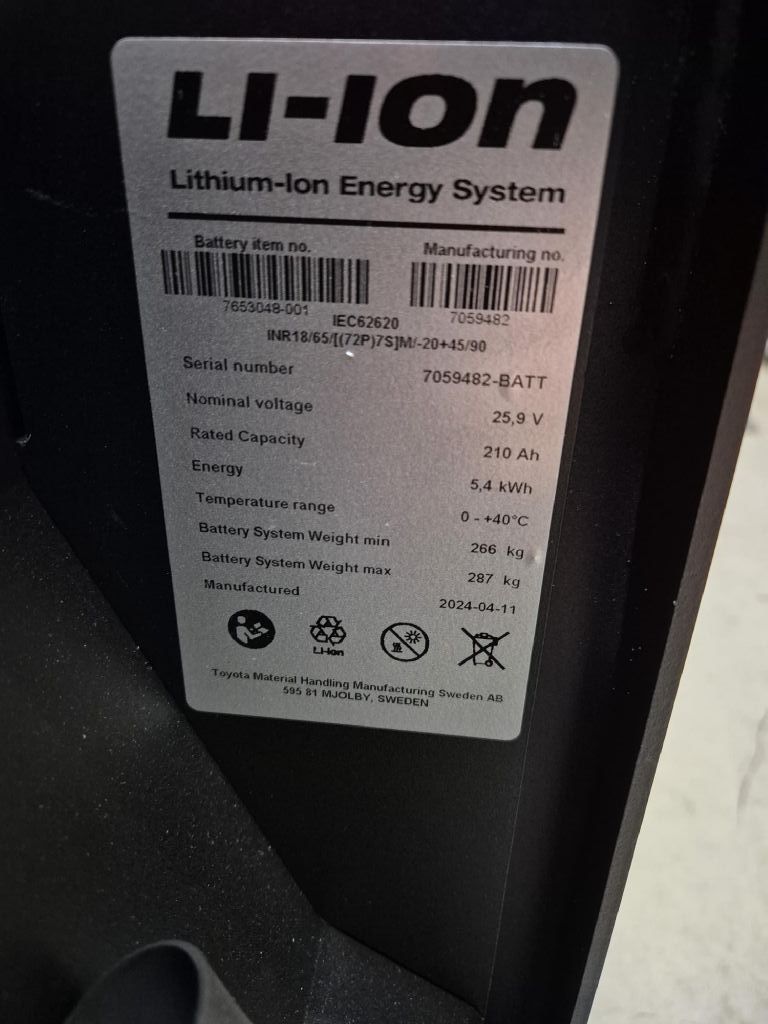 LI-ION
Lithium-Ion Energy System
Battery item no. Manufacturing no.
7653048-001 7059482
IEC62620
INR18/65/[(72P)7S]M/-20+45/90
Serial number 7059482-BATT
Nominal voltage 25,9 V
Rated Capacity 210 Ah
Energy 5,4 kWh
Temperature range 0 - +40°C
Battery System Weight min 266 kg
Battery System Weight max 287 kg
Manufactured 2024-04-11
Li-Ion
Toyota Material Handling Manufacturing Sweden AB
595 81 MJOLBY, SWEDEN